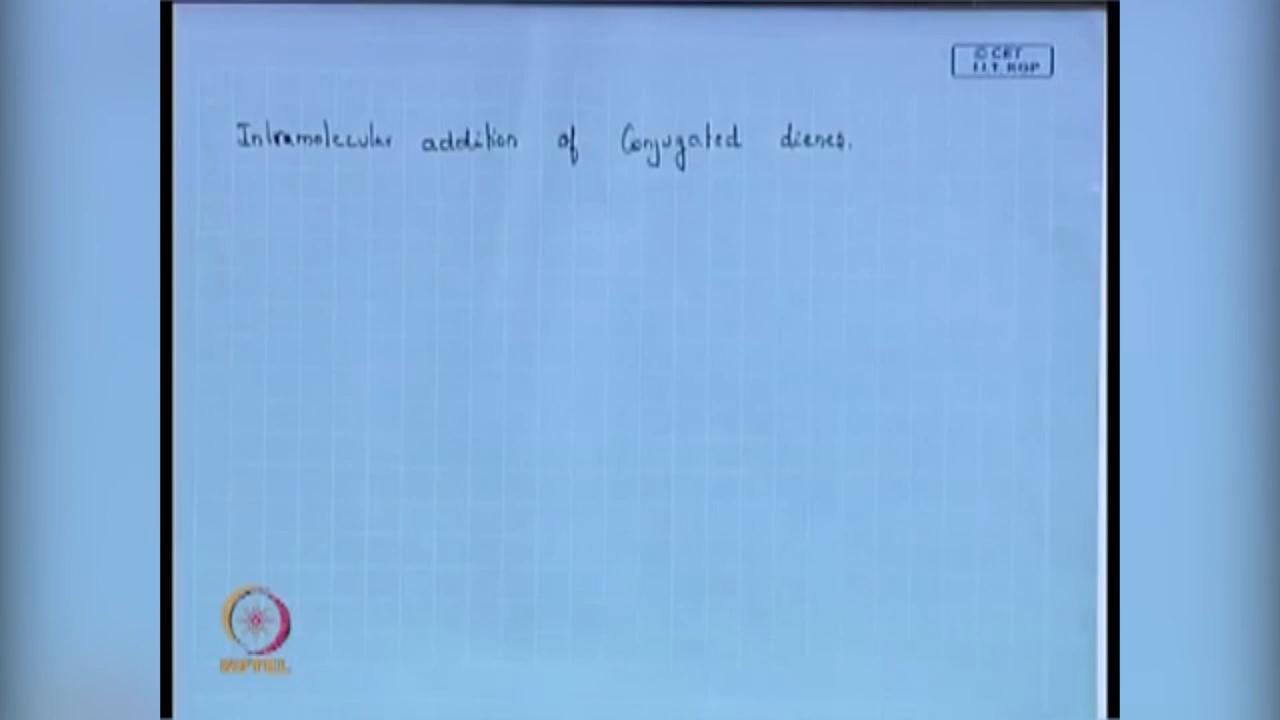 © CET
I.I.T. KGP
Intramolecular addition of Conjugated dienes.
NPTEL